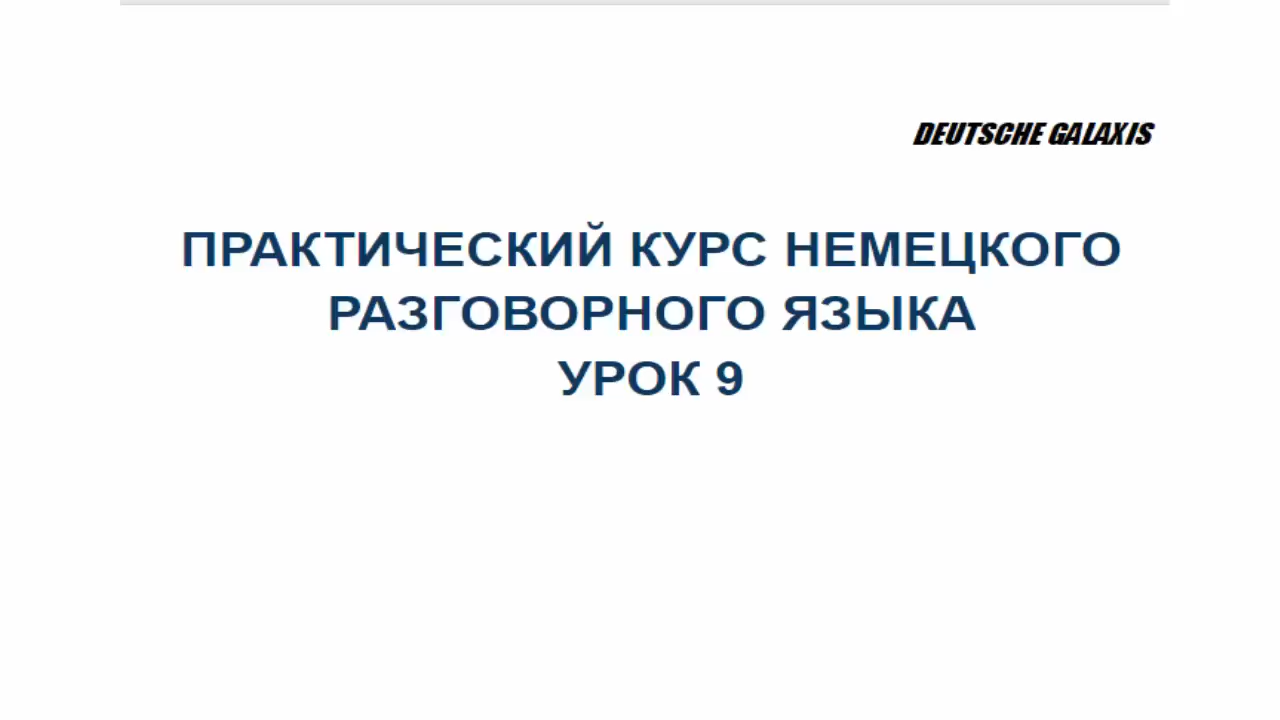 DEUTSCHE GALAXIS
ПРАКТИЧЕСКИЙ КУРС НЕМЕЦКОГО
РАЗГОВОРНОГО ЯЗЫКА
УРОК 9